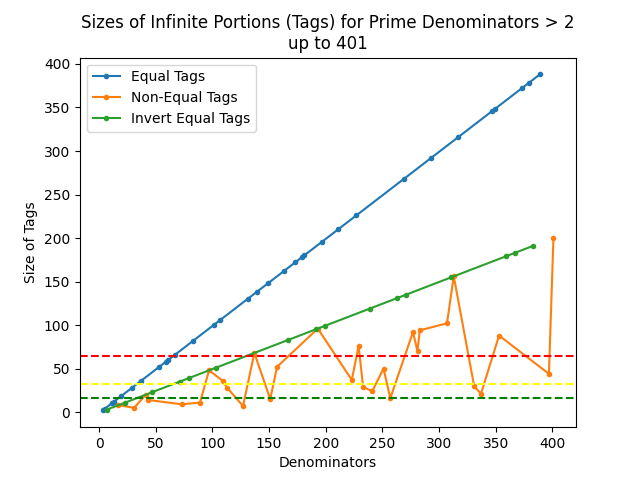 Sizes of Infinite Portions (Tags) for Prime Denominators > 2
up to 401
400
350
300
250
200
150
100
50
0
Size of Tags
Equal Tags
Non-Equal Tags
Invert Equal Tags
0 50 100 150 200 250 300 350 400
Denominators